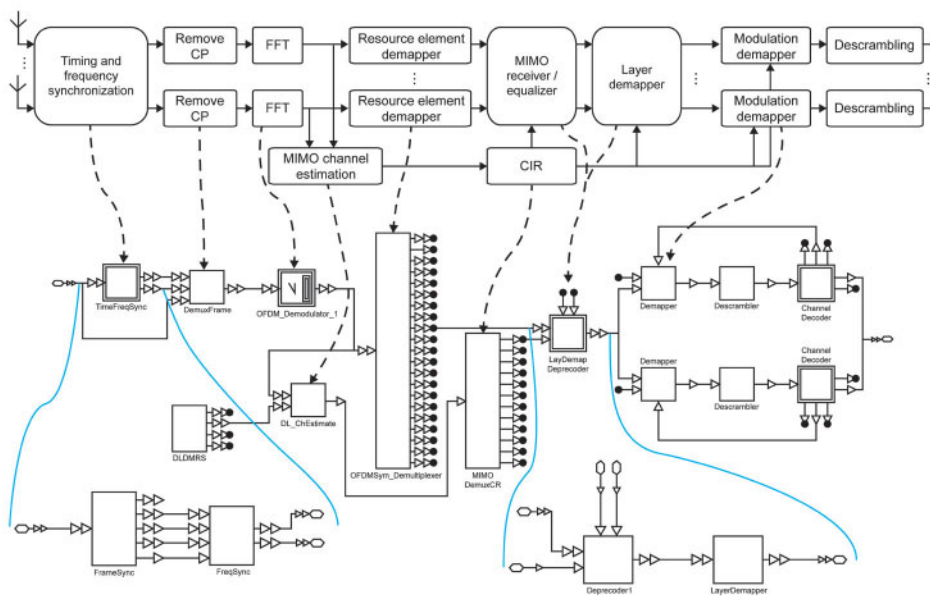 Timing and
frequency
synchronization
Remove
CP
FFT
Resource element
demapper
MIMO
receiver /
equalizer
Layer
demapper
Modulation
demapper
Descrambling
Remove
CP
FFT
Resource element
demapper
Modulation
demapper
Descrambling
MIMO channel
estimation
CIR
TimeFreqSync
DemuxFrame
OFDM_Demodulator_1
Demapper
Descrambler
Channel
Decoder
LayDemap
Deprecoder
Demapper
Descrambler
Channel
Decoder
DL_ChEstimate
DLDMRS
OFDMSym_Demultiplexer
MIMO
DemuxCR
FrameSync
FreqSync
Deprecoder1
LayerDemapper